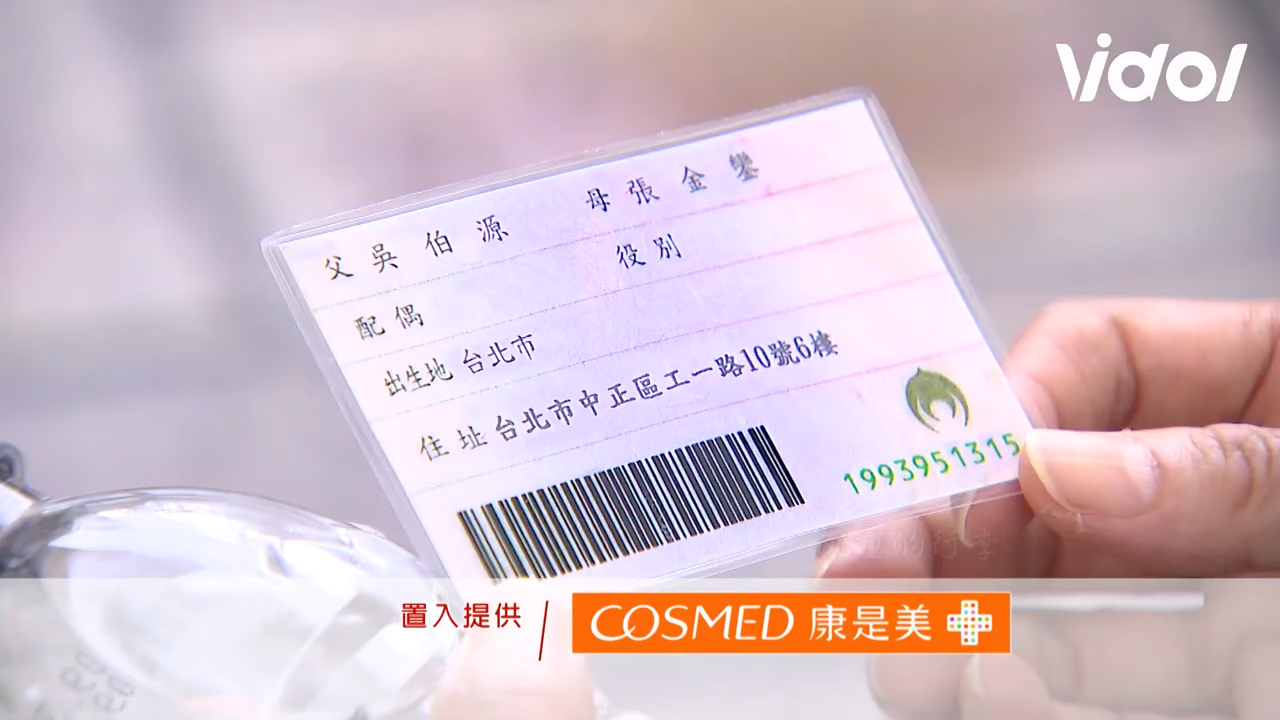 Vidol
父 吳伯源 母 張金鑾
配偶 役別
出生地 台北市
住址 台北市中正區工一路10號6樓
1993951315
置入提供 / COSMED 康是美